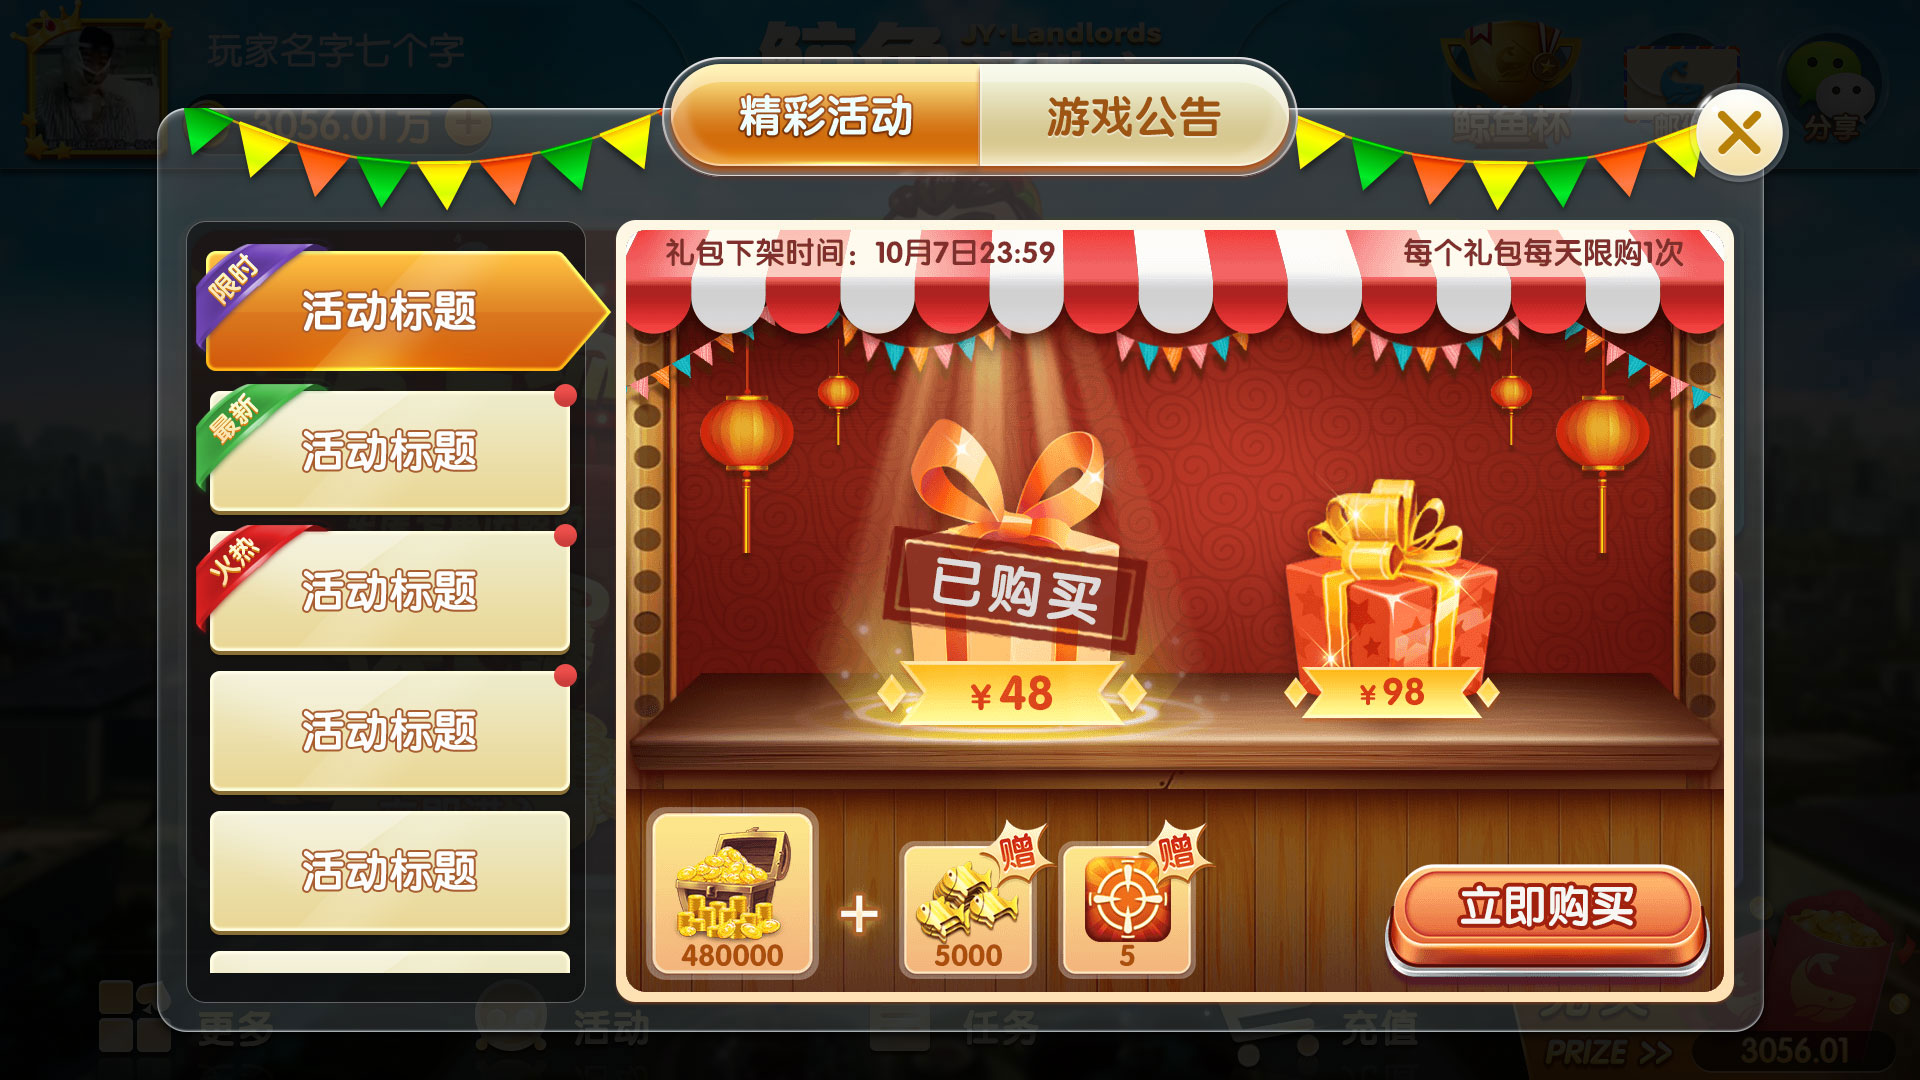 玩家名字七个字
JY·Landlords
3056.01万
鲸鱼杯
分享
精彩活动
游戏公告
限时
活动标题
最新
活动标题
火热
活动标题
活动标题
活动标题
礼包下架时间：10月7日23:59
每个礼包每天限购1次
已购买
¥48
¥98
480000
赠
5000
赠
5
立即购买
更多
活动
任务
充值
PRIZE >>
3056.01